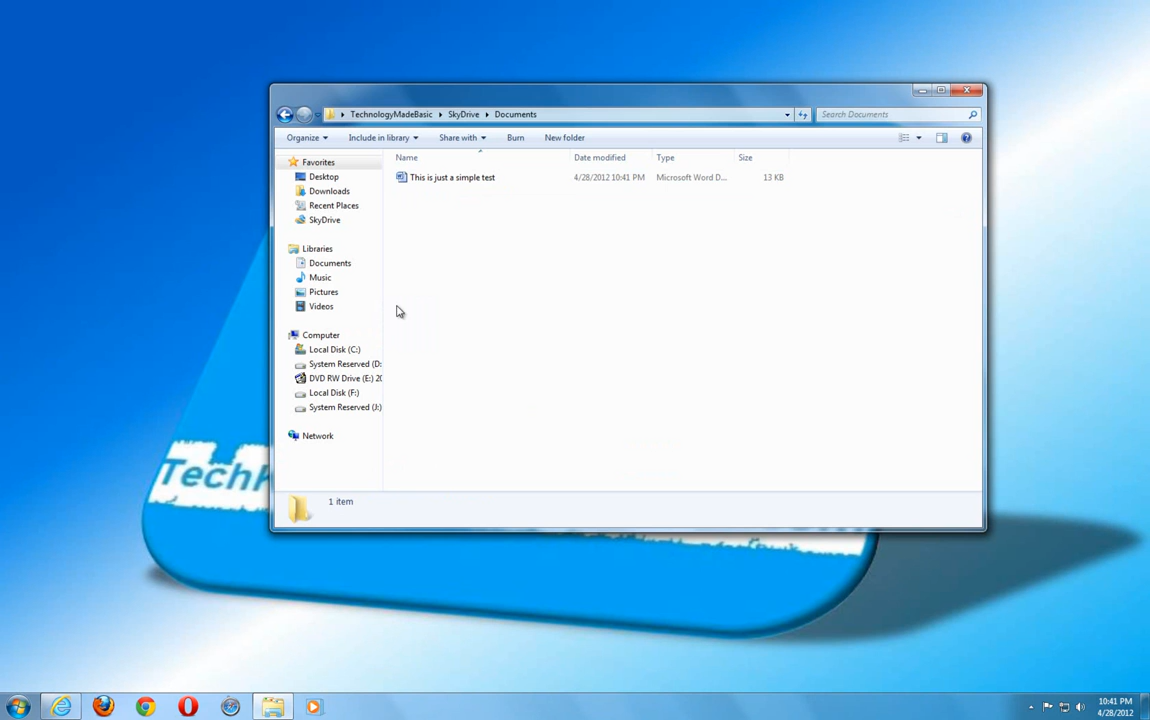 TechnologyMadeBasic SkyDrive Documents
Search Documents
Organize Include in library Share with Burn New folder
Name Date modified Type Size
This is just a simple test 4/28/2012 10:41 PM Microsoft Word D... 13 KB
Favorites
Desktop
Downloads
Recent Places
SkyDrive
Libraries
Documents
Music
Pictures
Videos
Computer
Local Disk (C:)
System Reserved (D:
DVD RW Drive (E:) 20
Local Disk (F:)
System Reserved (J:)
Network
1 item
10:41 PM
4/28/2012